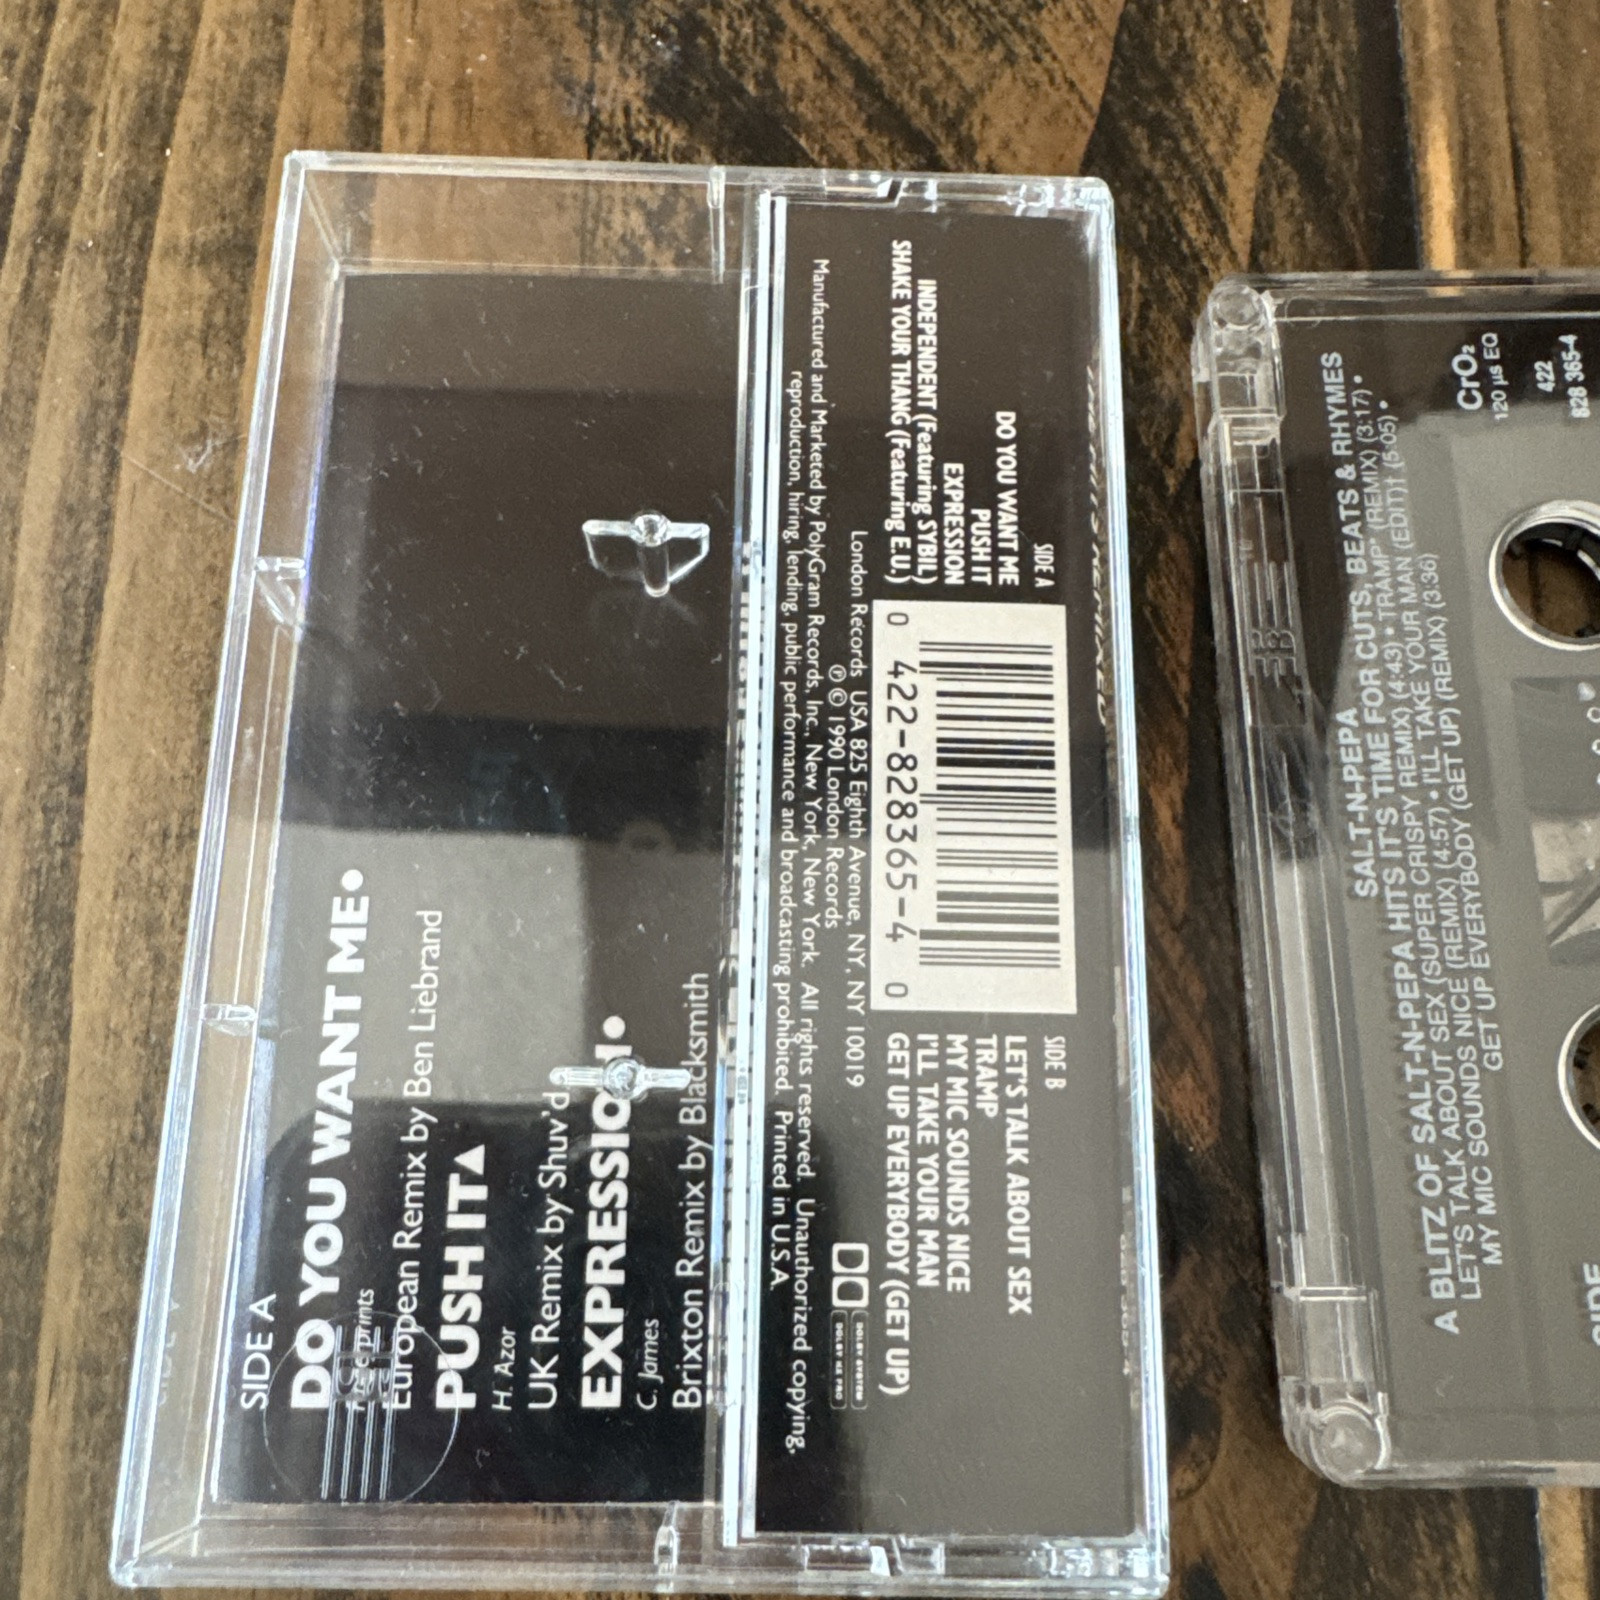 SIDE A
DO YOU WANT ME•
European Remix by Ben Liebrand
PUSH IT▲
H. Azor
UK Remix by Shuv'd
EXPRESSION•
C. James
Brixton Remix by Blacksmith
SIDE A
DO YOU WANT ME
PUSH IT
EXPRESSION
INDEPENDENT (Featuring SYBIL)
SHAKE YOUR THANG (Featuring E.U.)
0 422-828365-4 0
SIDE B
LET'S TALK ABOUT SEX
TRAMP
MY MIC SOUNDS NICE
I'LL TAKE YOUR MAN
GET UP EVERYBODY (GET UP)
London Records USA 825 Eighth Avenue, NY, NY 10019
℗ © 1990 London Records
Manufactured and Marketed by PolyGram Records, Inc., New York, New York. All rights reserved. Unauthorized copying,
reproduction, hiring, lending, public performance and broadcasting prohibited. Printed in U.S.A.
DOLBY SYSTEM
DOLBY HX PRO
SALT-N-PEPA
A BLITZ OF SALT-N-PEPA HITS IT'S TIME FOR CUTS, BEATS & RHYMES
LET'S TALK ABOUT SEX (SUPER CRISPY REMIX) (4:43) • "TRAMP" (REMIX) (3:17) •
MY MIC SOUNDS NICE (REMIX) (4:57) • I'LL TAKE YOUR MAN (EDIT)† (5:05) •
GET UP EVERYBODY (GET UP) (REMIX) (3:36)
CrO₂
120 µs EQ
422
828 365-4
SIDE